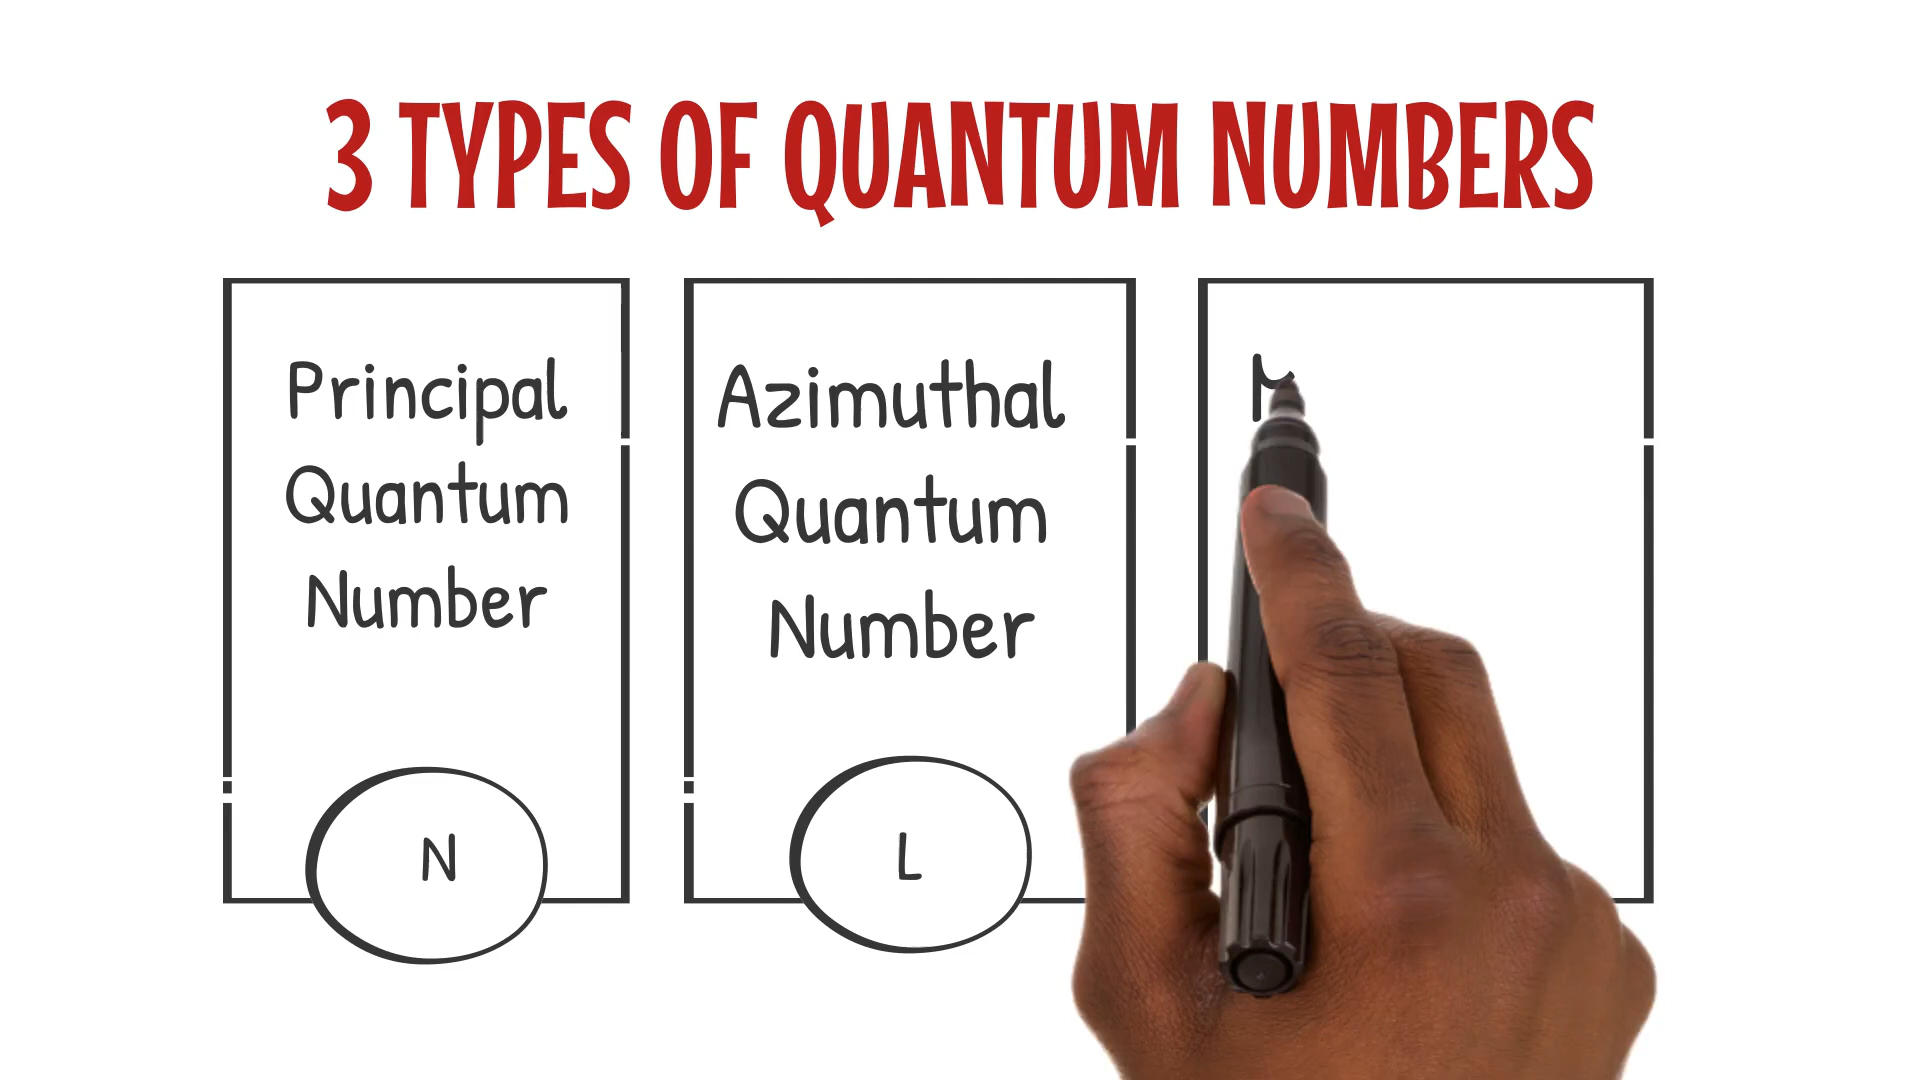 3 TYPES OF QUANTUM NUMBERS
Principal
Quantum
Number
N
Azimuthal
Quantum
Number
L